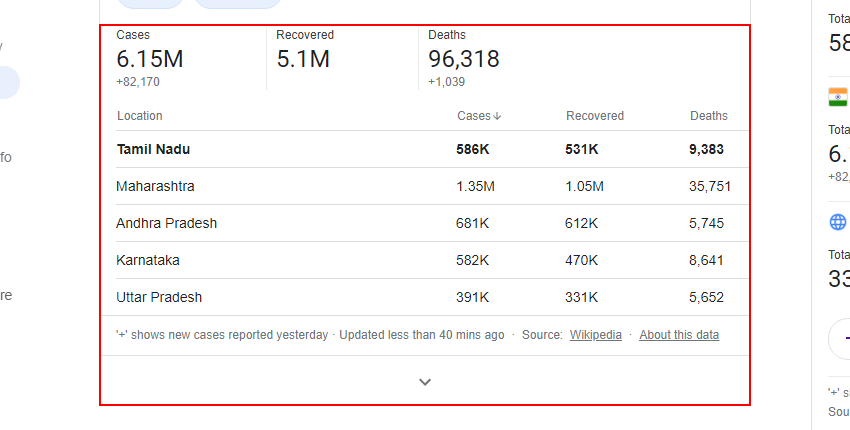 Cases Recovered Deaths
6.15M 5.1M 96,318
+82,170 +1,039
Location Cases Recovered Deaths
Tamil Nadu 586K 531K 9,383
Maharashtra 1.35M 1.05M 35,751
Andhra Pradesh 681K 612K 5,745
Karnataka 582K 470K 8,641
Uttar Pradesh 391K 331K 5,652
'+' shows new cases reported yesterday · Updated less than 40 mins ago · Source: Wikipedia · About this data
fo
re
Tota
58
Tota
6.
+82,
Tota
33
'+' s
Sou